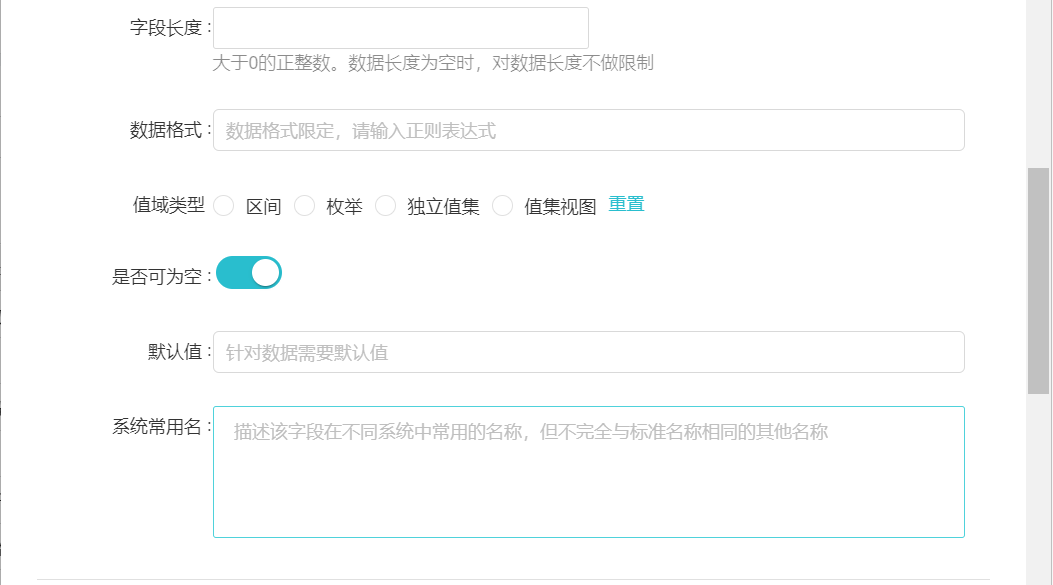 字段长度 :
大于0的正整数。数据长度为空时，对数据长度不做限制
数据格式 : 数据格式限定，请输入正则表达式
值域类型 区间 枚举 独立值集 值集视图 重置
是否可为空 :
默认值 : 针对数据需要默认值
系统常用名 : 描述该字段在不同系统中常用的名称，但不完全与标准名称相同的其他名称